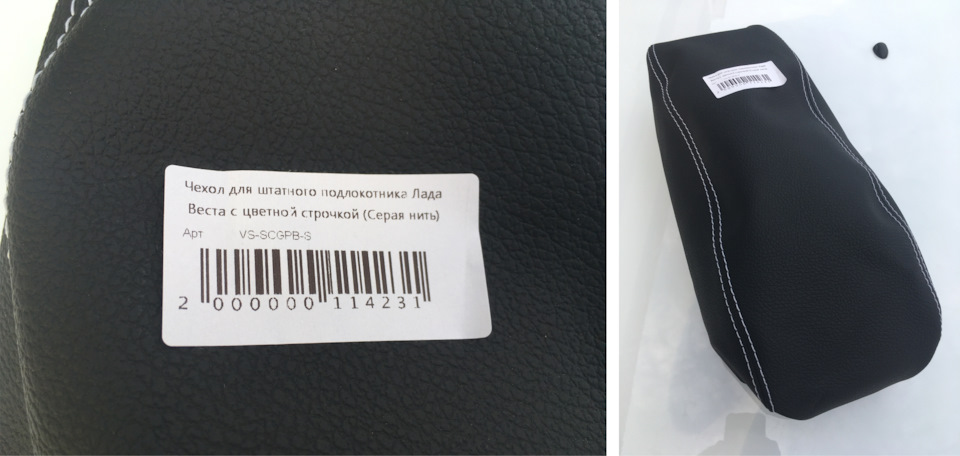 Чехол для штатного подлокотника Лада
Веста с цветной строчкой (Серая нить)
Арт VS-SCGPB-S
2 000000 114231